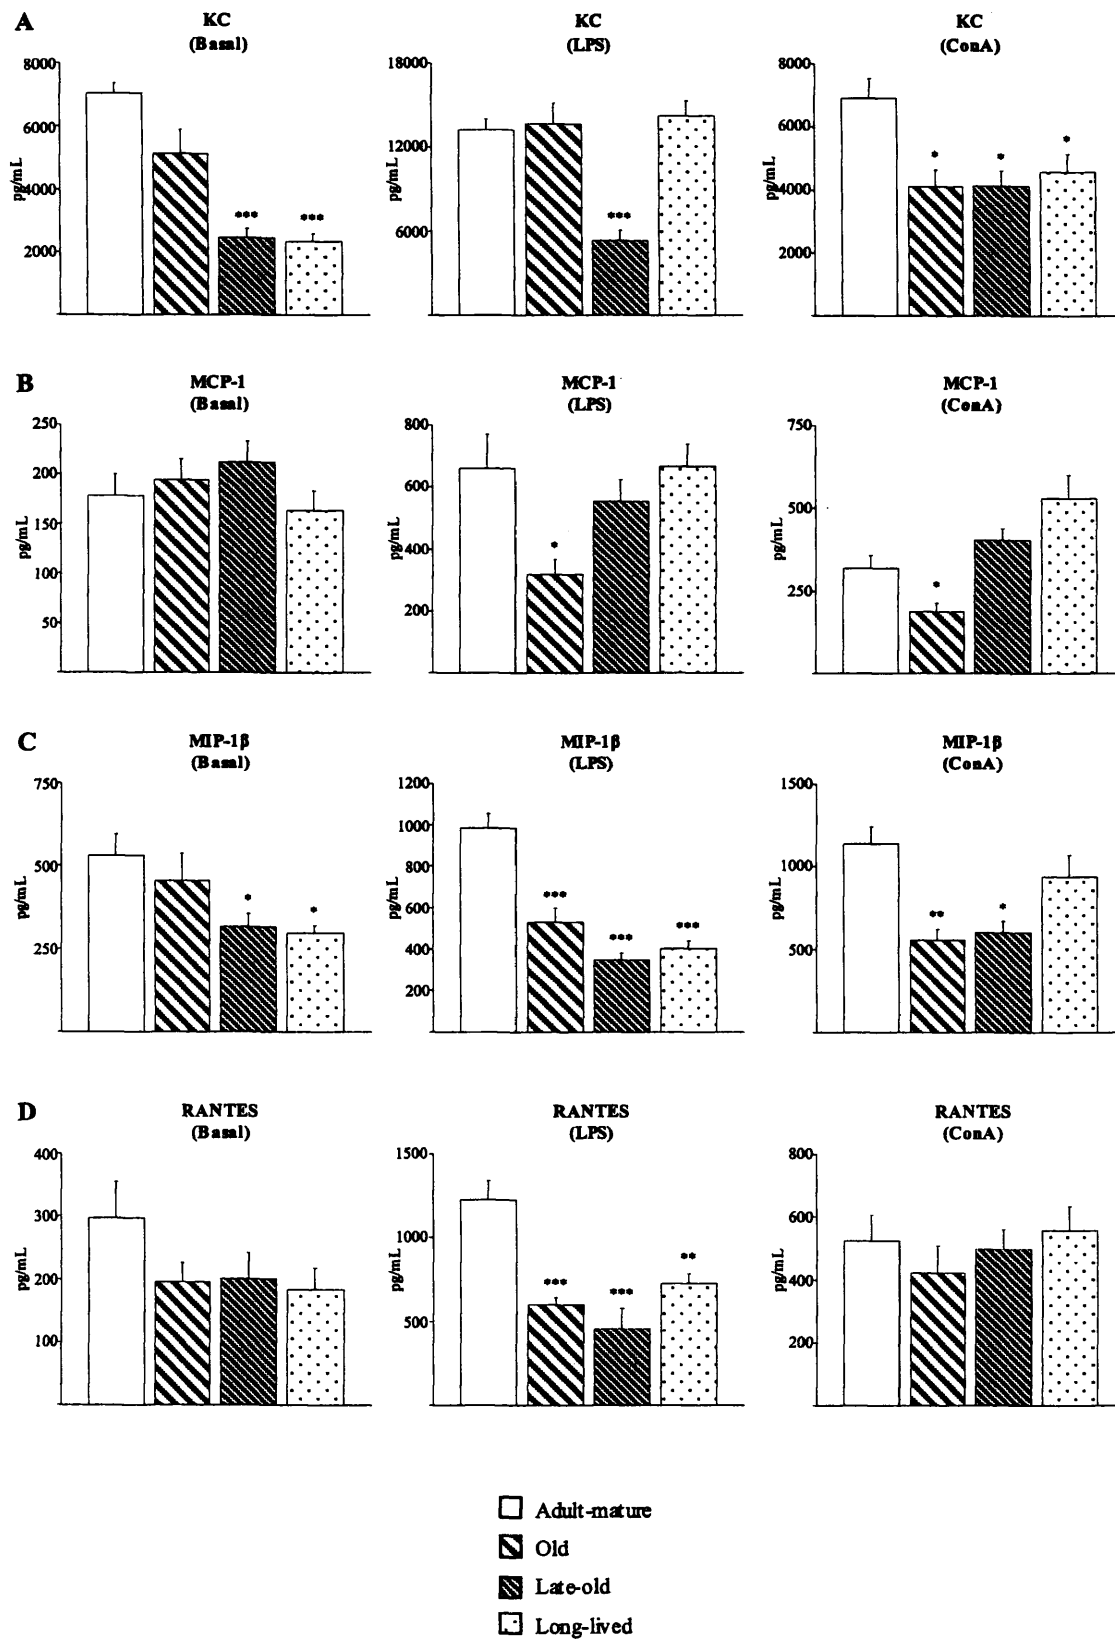 A
KC
(Basal)
KC
(LPS)
KC
(ConA)
8000
6000
4000
2000
pg/mL
***
***
18000
12000
6000
pg/mL
***
8000
6000
4000
2000
pg/mL
*
*
*
B
MCP-1
(Basal)
MCP-1
(LPS)
MCP-1
(ConA)
250
200
150
100
50
pg/mL
800
600
400
200
pg/mL
*
750
500
250
pg/mL
*
C
MIP-1β
(Basal)
MIP-1β
(LPS)
MIP-1β
(ConA)
750
500
250
pg/mL
*
*
1200
1000
800
600
400
200
pg/mL
***
***
***
1500
1000
500
pg/mL
**
*
D
RANTES
(Basal)
RANTES
(LPS)
RANTES
(ConA)
400
300
200
100
pg/mL
1500
1000
500
pg/mL
***
***
**
800
600
400
200
pg/mL
Adult-mature
Old
Late-old
Long-lived